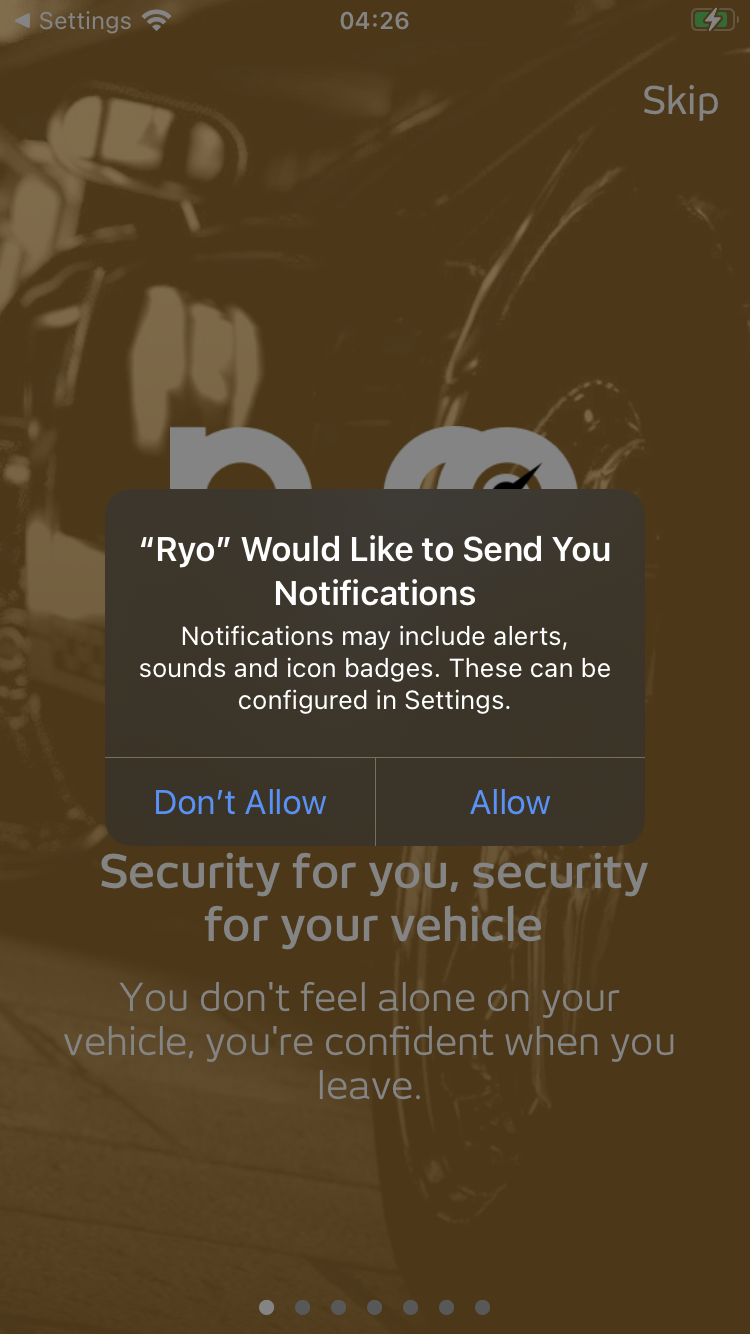 Settings
04:26
Skip
“Ryo” Would Like to Send You
Notifications
Notifications may include alerts,
sounds and icon badges. These can be
configured in Settings.
Don’t Allow
Allow
Security for you, security
for your vehicle
You don't feel alone on your
vehicle, you're confident when you
leave.